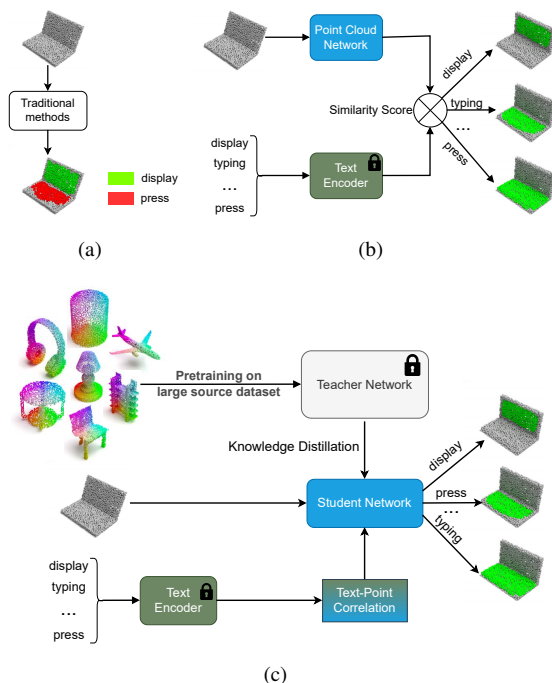 Traditional
methods
display
press
(a)
Point Cloud
Network
Similarity Score
display
typing
...
press
Text
Encoder
display
typing
...
press
(b)
Pretraining on
large source dataset
Teacher Network
Knowledge Distillation
Student Network
display
press
...
typing
display
typing
...
press
Text
Encoder
Text-Point
Correlation
(c)